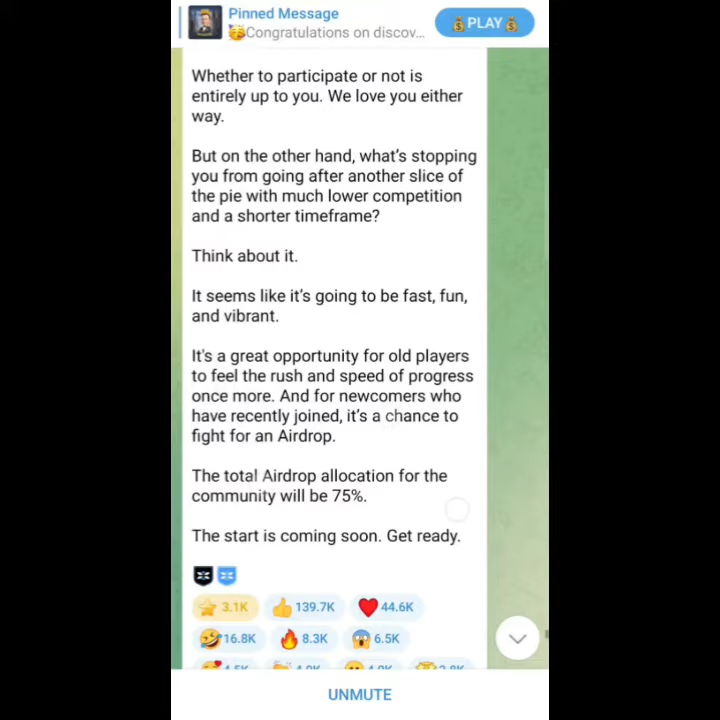 Pinned Message
🥳Congratulations on discov...
💰PLAY💰
Whether to participate or not is
entirely up to you. We love you either
way.
But on the other hand, what's stopping
you from going after another slice of
the pie with much lower competition
and a shorter timeframe?
Think about it.
It seems like it's going to be fast, fun,
and vibrant.
It's a great opportunity for old players
to feel the rush and speed of progress
once more. And for newcomers who
have recently joined, it's a chance to
fight for an Airdrop.
The total Airdrop allocation for the
community will be 75%.
The start is coming soon. Get ready.
3.1K 139.7K 44.6K
16.8K 8.3K 6.5K
UNMUTE